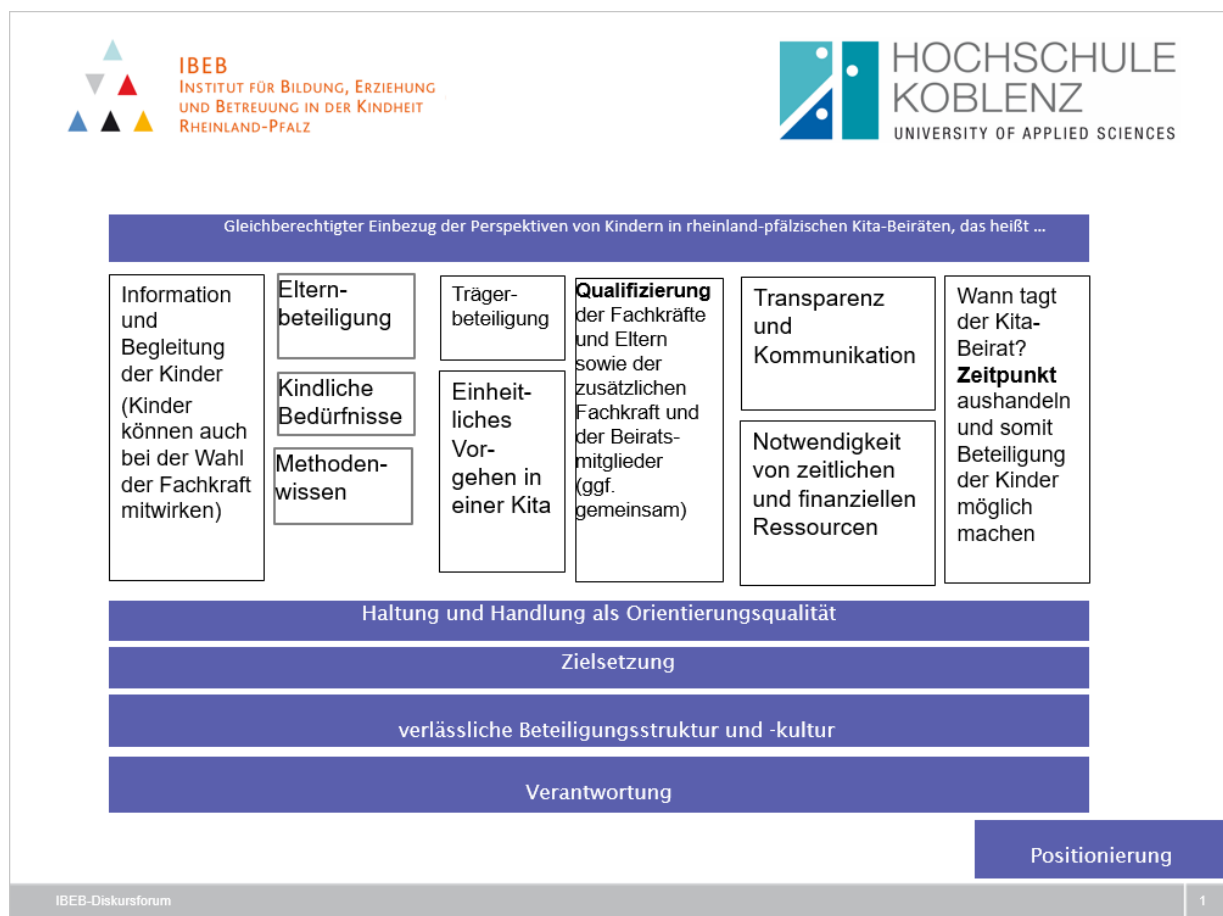 IBEB
INSTITUT FÜR BILDUNG, ERZIEHUNG
UND BETREUUNG IN DER KINDHEIT
RHEINLAND-PFALZ
HOCHSCHULE
KOBLENZ
UNIVERSITY OF APPLIED SCIENCES
Gleichberechtigter Einbezug der Perspektiven von Kindern in rheinland-pfälzischen Kita-Beiräten, das heißt ...
Information
und
Begleitung
der Kinder
(Kinder
können auch
bei der Wahl
der Fachkraft
mitwirken)
Eltern-
beteiligung
Kindliche
Bedürfnisse
Methoden-
wissen
Träger-
beteiligung
Einheit-
liches
Vor-
gehen in
einer Kita
Qualifizierung
der Fachkräfte
und Eltern
sowie der
zusätzlichen
Fachkraft und
der Beirats-
mitglieder
(ggf.
gemeinsam)
Transparenz
und
Kommunikation
Notwendigkeit
von zeitlichen
und finanziellen
Ressourcen
Wann tagt
der Kita-
Beirat?
Zeitpunkt
aushandeln
und somit
Beteiligung
der Kinder
möglich
machen
Haltung und Handlung als Orientierungsqualität
Zielsetzung
verlässliche Beteiligungsstruktur und -kultur
Verantwortung
Positionierung
IBEB-Diskursforum
1